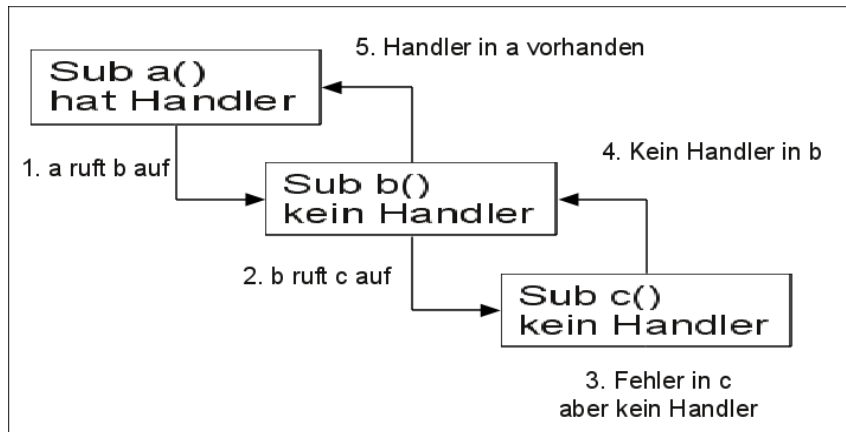 5. Handler in a vorhanden
Sub a()
hat Handler
1. a ruft b auf
4. Kein Handler in b
Sub b()
kein Handler
2. b ruft c auf
Sub c()
kein Handler
3. Fehler in c
aber kein Handler